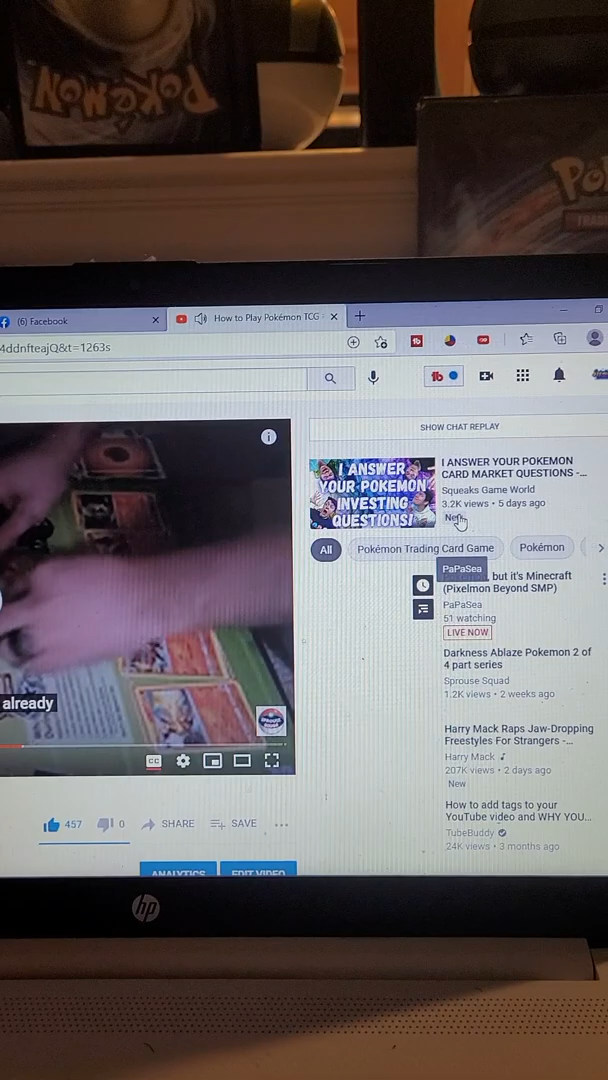 POKéMON
Po
TRA
(6) Facebook
How to Play Pokémon TCG
4ddnfteajQ&t=1263s
SHOW CHAT REPLAY
I ANSWER
YOUR POKEMON
INVESTING
QUESTIONS!
I ANSWER YOUR POKEMON
CARD MARKET QUESTIONS -...
Squeaks Game World
3.2K views • 5 days ago
New
All
Pokémon Trading Card Game
Pokémon
PaPaSea
but it's Minecraft
(Pixelmon Beyond SMP)
PaPaSea
51 watching
LIVE NOW
Darkness Ablaze Pokemon 2 of
4 part series
Sprouse Squad
1.2K views • 2 weeks ago
already
CC
Harry Mack Raps Jaw-Dropping
Freestyles For Strangers -...
Harry Mack
207K views • 2 days ago
New
How to add tags to your
YouTube video and WHY YOU...
TubeBuddy
24K views • 3 months ago
457
0
SHARE
SAVE
ANALYTICS
EDIT VIDEO
hp